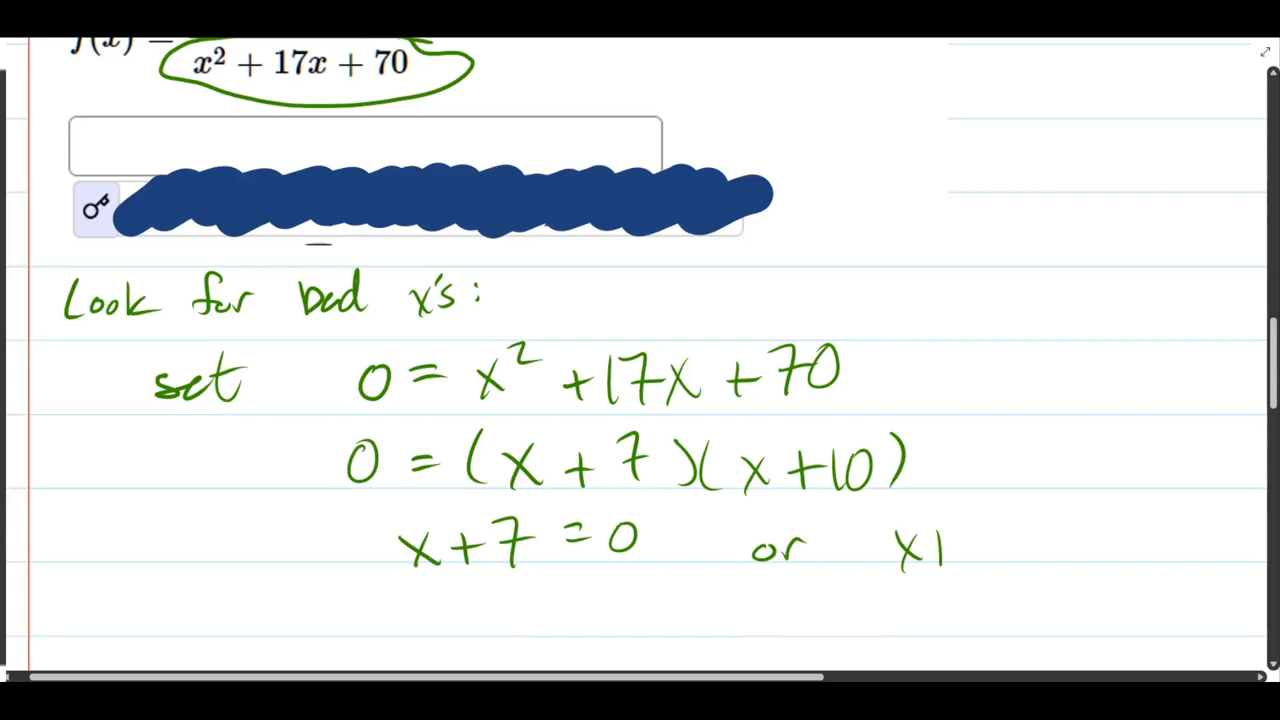 f(x) =
x² + 17x + 70
Look for bad x's:
set 0 = x² + 17x + 70
0 = (x + 7)(x + 10)
x + 7 = 0 or x1